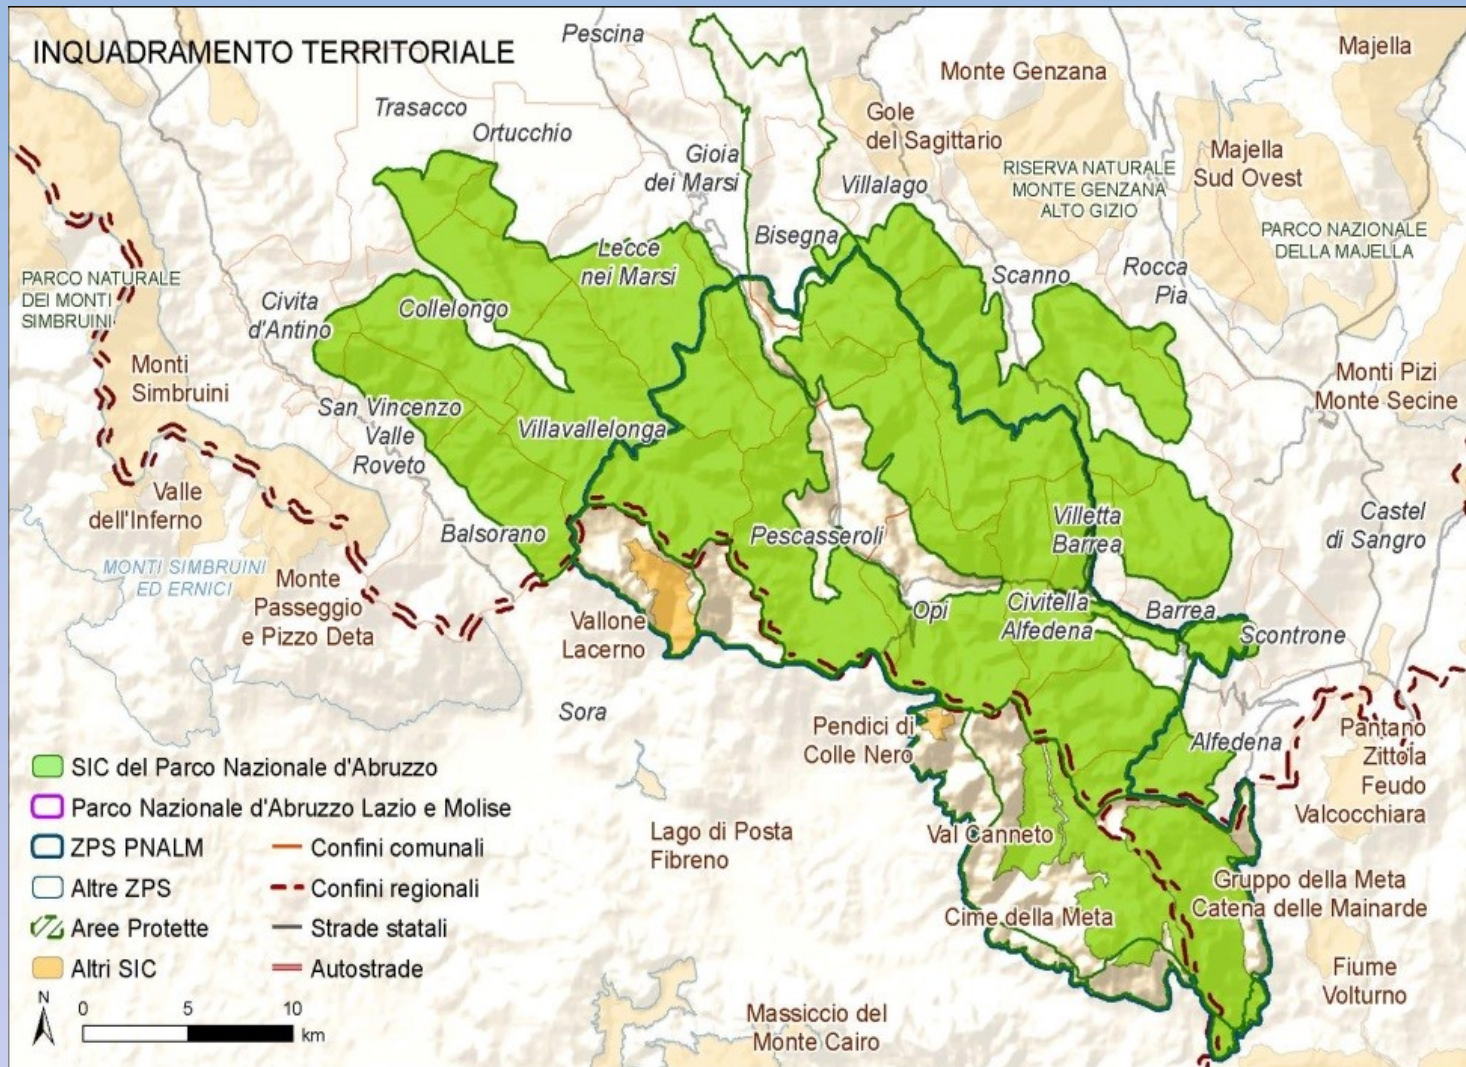 INQUADRAMENTO TERRITORIALE
Pescina
Majella
Monte Genzana
Trasacco
Ortucchio
Gole
del Sagittario
Gioia
dei Marsi
Villalago
RISERVA NATURALE
MONTE GENZANA
ALTO GIZIO
Majella
Sud Ovest
PARCO NAZIONALE
DELLA MAJELLA
Bisegna
Lecce
nei Marsi
Scanno
Rocca
Pia
PARCO NATURALE
DEI MONTI
SIMBRUINI
Civita
d'Antino
Collelongo
Monti
Simbruini
Monti Pizi
Monte Secine
San Vincenzo
Valle
Roveto
Villavallelonga
Valle
dell'Inferno
Balsorano
Pescasseroli
Villetta
Barrea
Castel
di Sangro
MONTI SIMBRUINI
ED ERNICI
Monte
Passeggio
e Pizzo Deta
Vallone
Lacerno
Opi
Civitella
Alfedena
Barrea
Scontrone
Sora
Pendici di
Colle Nero
Alfedena
Pantano
Zittola
Feudo
Valcocchiara
Lago di Posta
Fibreno
Val Canneto
Gruppo della Meta
Catena delle Mainarde
Cime della Meta
Fiume
Volturno
Massiccio del
Monte Cairo
SIC del Parco Nazionale d'Abruzzo
Parco Nazionale d'Abruzzo Lazio e Molise
ZPS PNALM
Confini comunali
Altre ZPS
Confini regionali
Aree Protette
Strade statali
Altri SIC
Autostrade
N
0 5 10
km